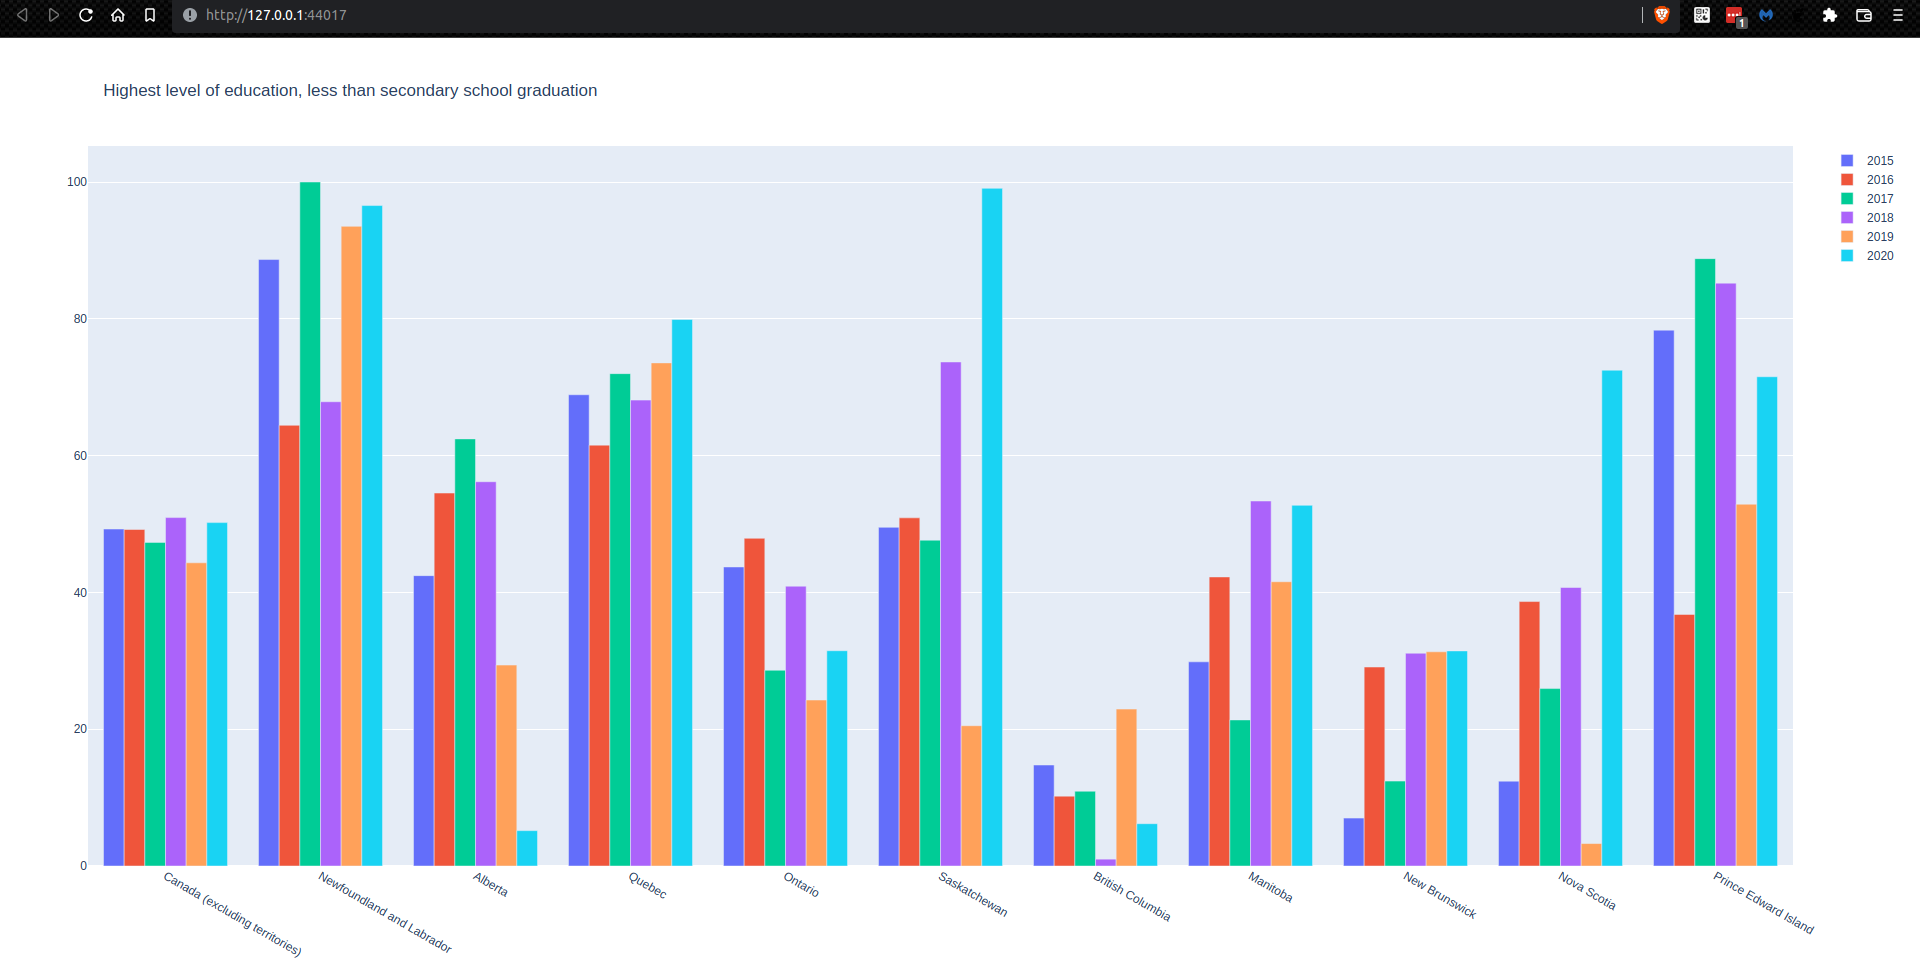 http://127.0.0.1:44017
1
Highest level of education, less than secondary school graduation
100
80
60
40
20
0
2015
2016
2017
2018
2019
2020
Canada (excluding territories)
Newfoundland and Labrador
Alberta
Quebec
Ontario
Saskatchewan
British Columbia
Manitoba
New Brunswick
Nova Scotia
Prince Edward Island